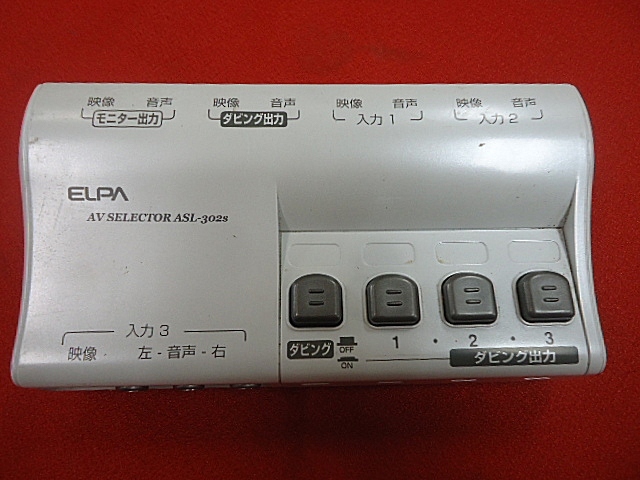 映像 音声 映像 音声 映像 音声 映像 音声
モニター出力 ダビング出力 入力1 入力2
ELPA
AV SELECTOR ASL-302s
入力3
映像 左-音声-右
ダビング OFF 1・2・3
ON ダビング出力